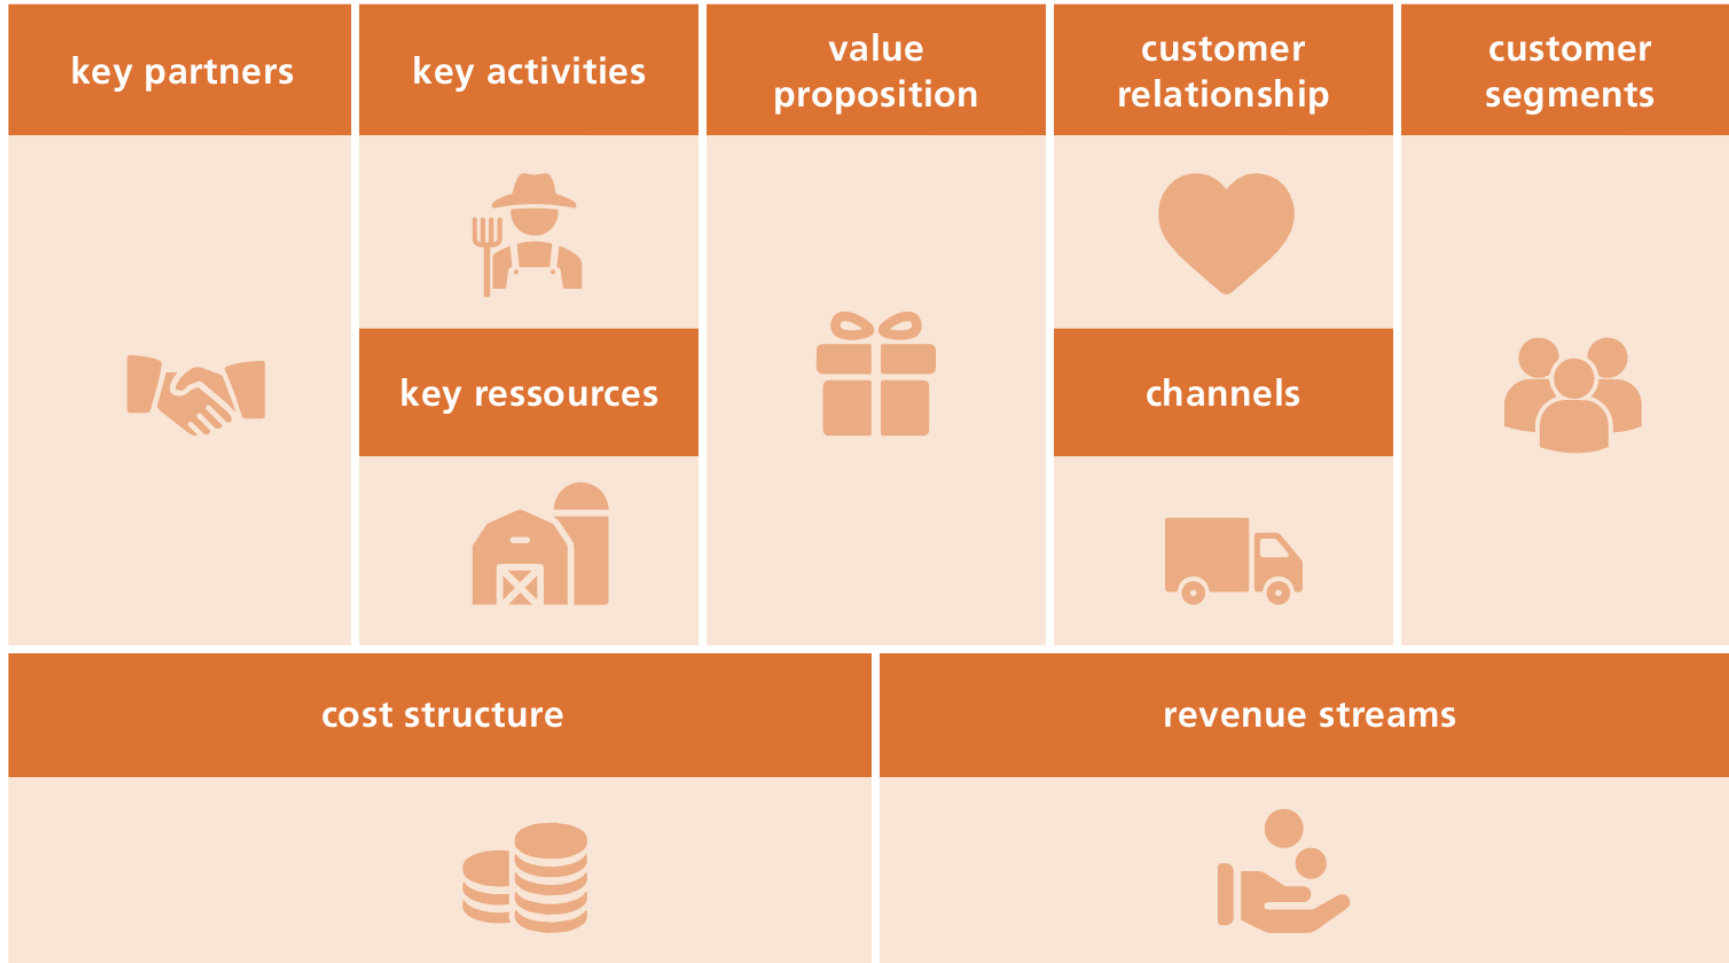 key partners
key activities
value
proposition
customer
relationship
customer
segments
key ressources
channels
cost structure
revenue streams